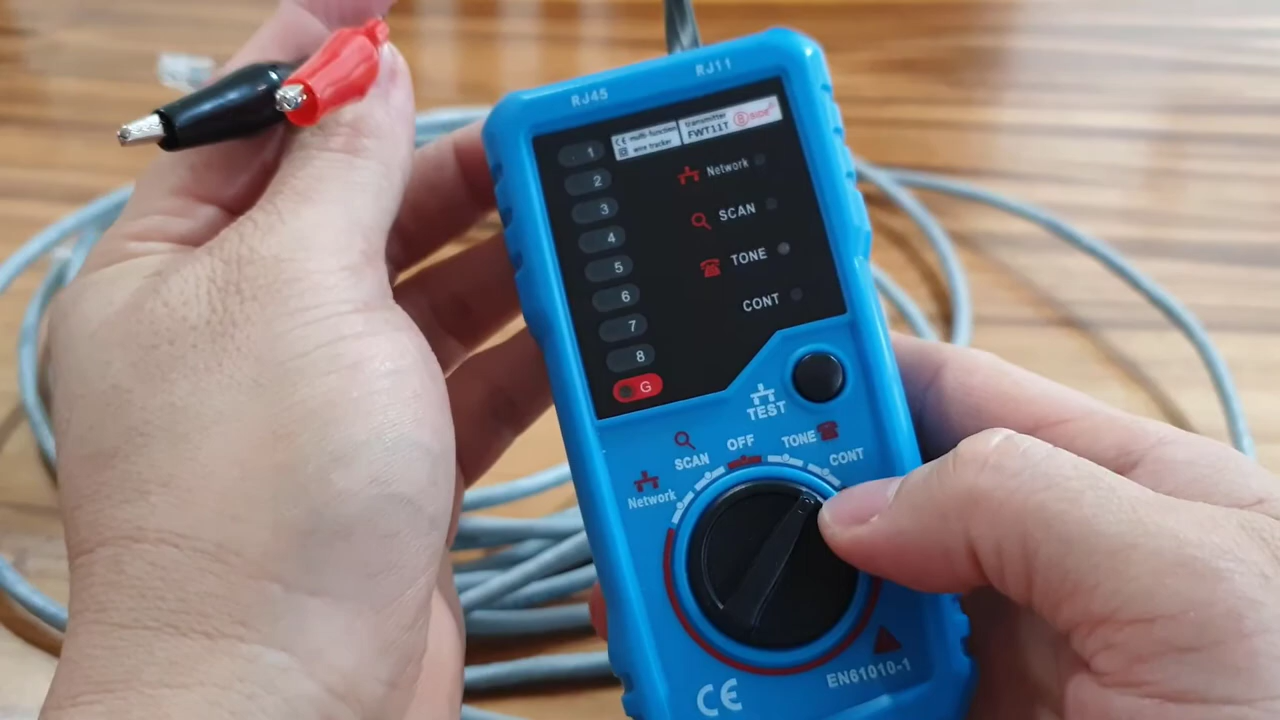 RJ45
RJ11
CE multi-function
wire tracker
transmitter
FWT11T
BSIDE
1
2
3
4
5
6
7
8
G
Network
SCAN
TONE
CONT
TEST
Network
SCAN
OFF
TONE
CONT
CE
EN61010-1